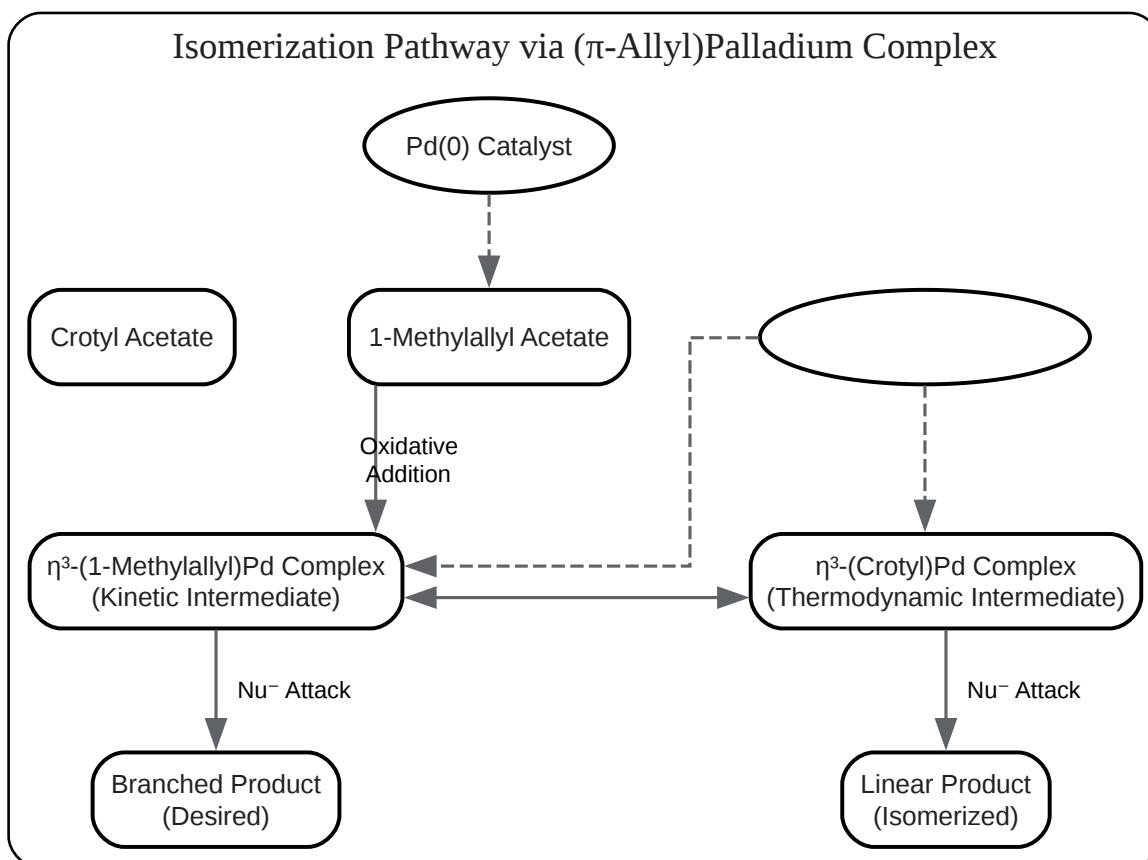 Isomerization Pathway via (π-Allyl)Palladium Complex
Pd(0) Catalyst
Crotyl Acetate
1-Methylallyl Acetate
Oxidative
Addition
η³-(1-Methylallyl)Pd Complex
(Kinetic Intermediate)
η³-(Crotyl)Pd Complex
(Thermodynamic Intermediate)
Nu⁻ Attack
Nu⁻ Attack
Branched Product
(Desired)
Linear Product
(Isomerized)